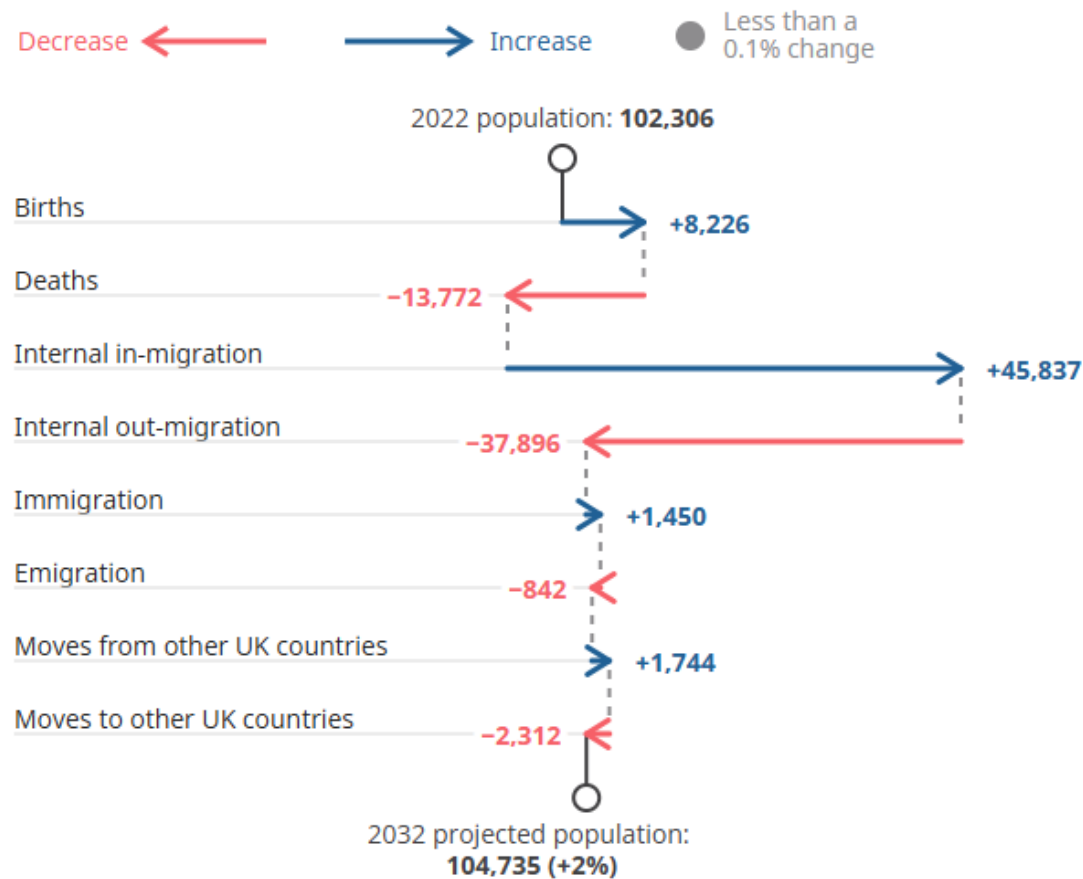 Decrease
Increase
Less than a
0.1% change
2022 population: 102,306
Births
+8,226
Deaths
−13,772
Internal in-migration
+45,837
Internal out-migration
−37,896
Immigration
+1,450
Emigration
−842
Moves from other UK countries
+1,744
Moves to other UK countries
−2,312
2032 projected population:
104,735 (+2%)